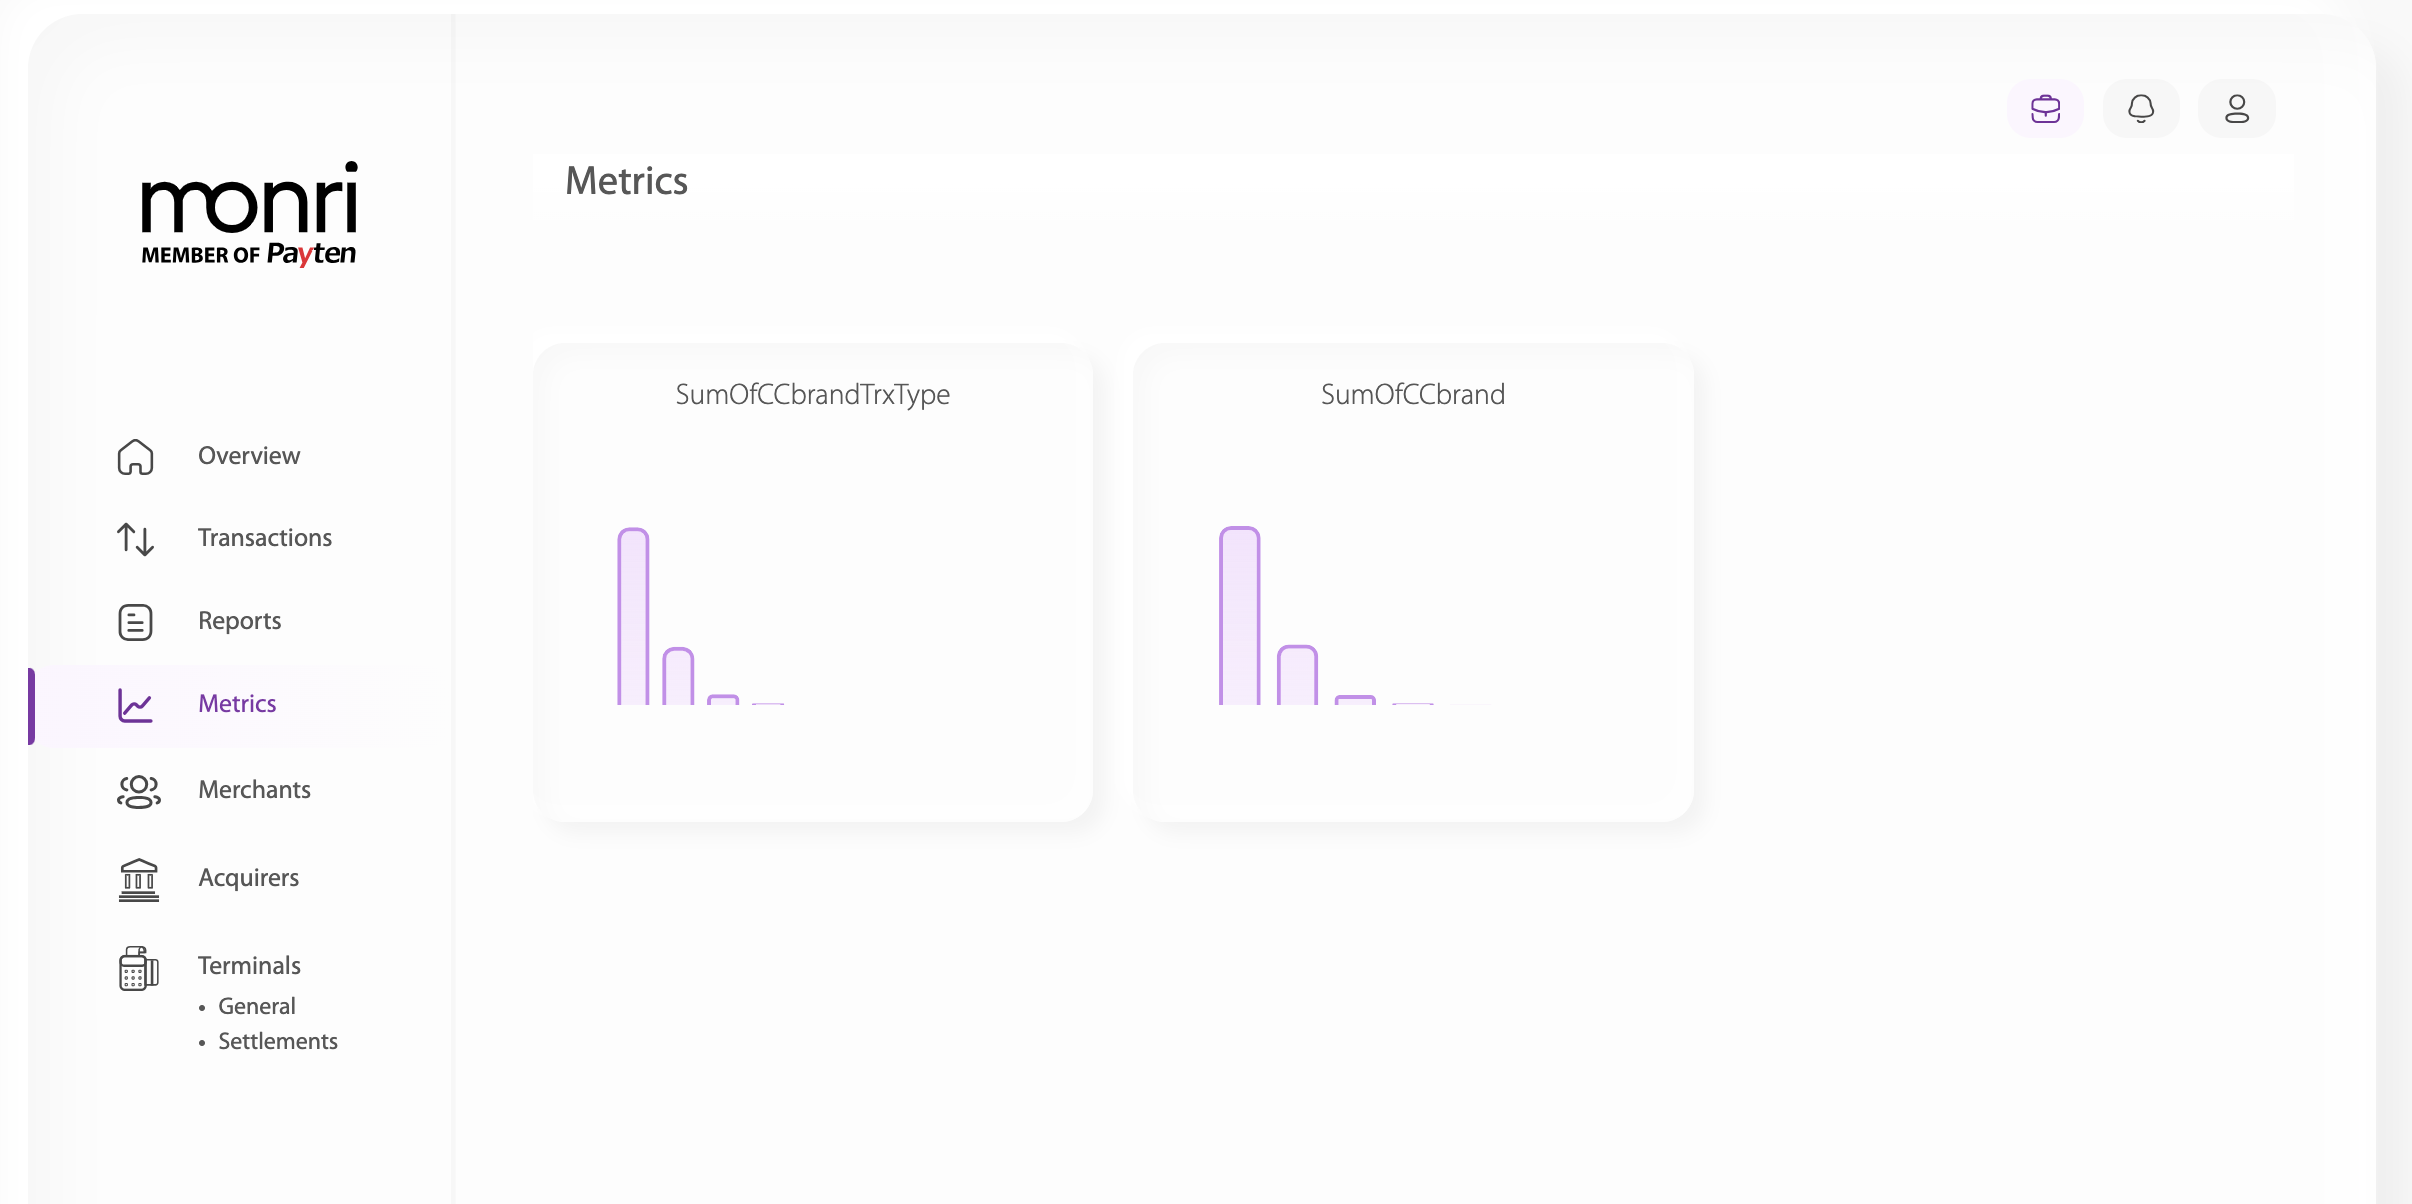 monri
MEMBER OF Payten
Overview
Transactions
Reports
Metrics
Merchants
Acquirers
Terminals
• General
• Settlements
Metrics
SumOfCCbrandTrxType
SumOfCCbrand